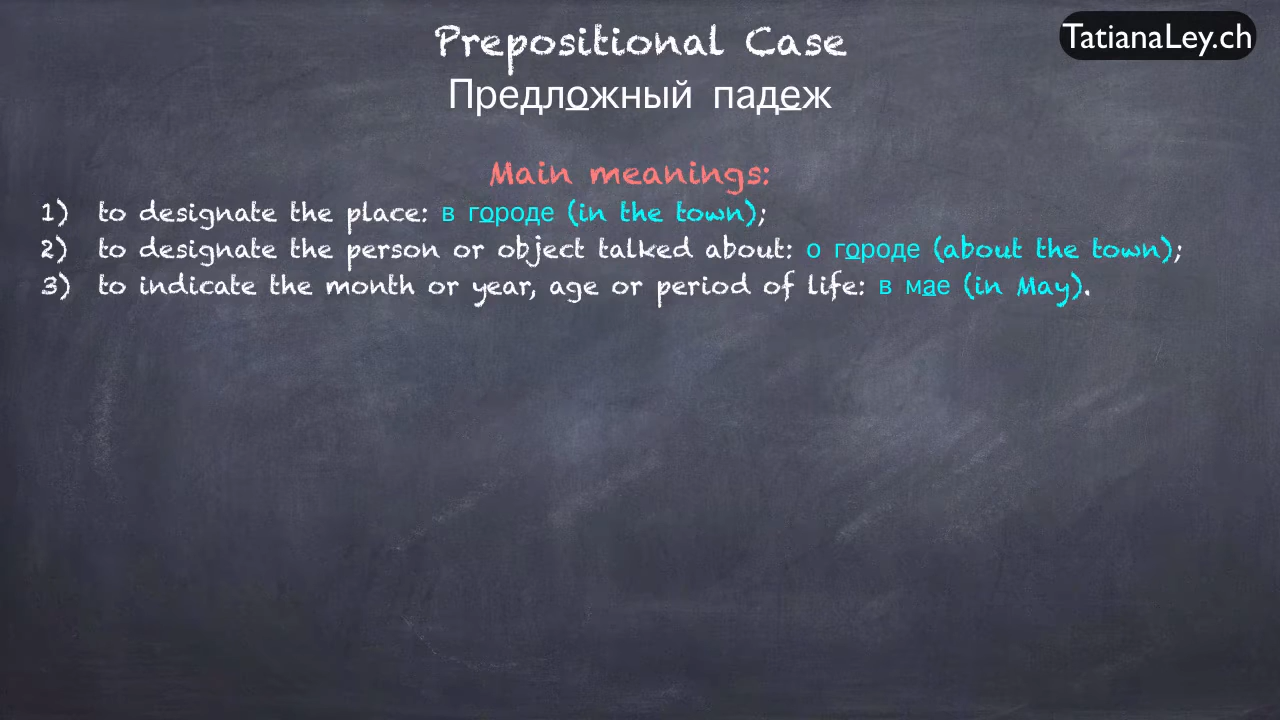 TatianaLey.ch
Prepositional Case
Предложный падеж
Main meanings:
1) to designate the place: в городе (in the town);
2) to designate the person or object talked about: о городе (about the town);
3) to indicate the month or year, age or period of life: в мае (in May).